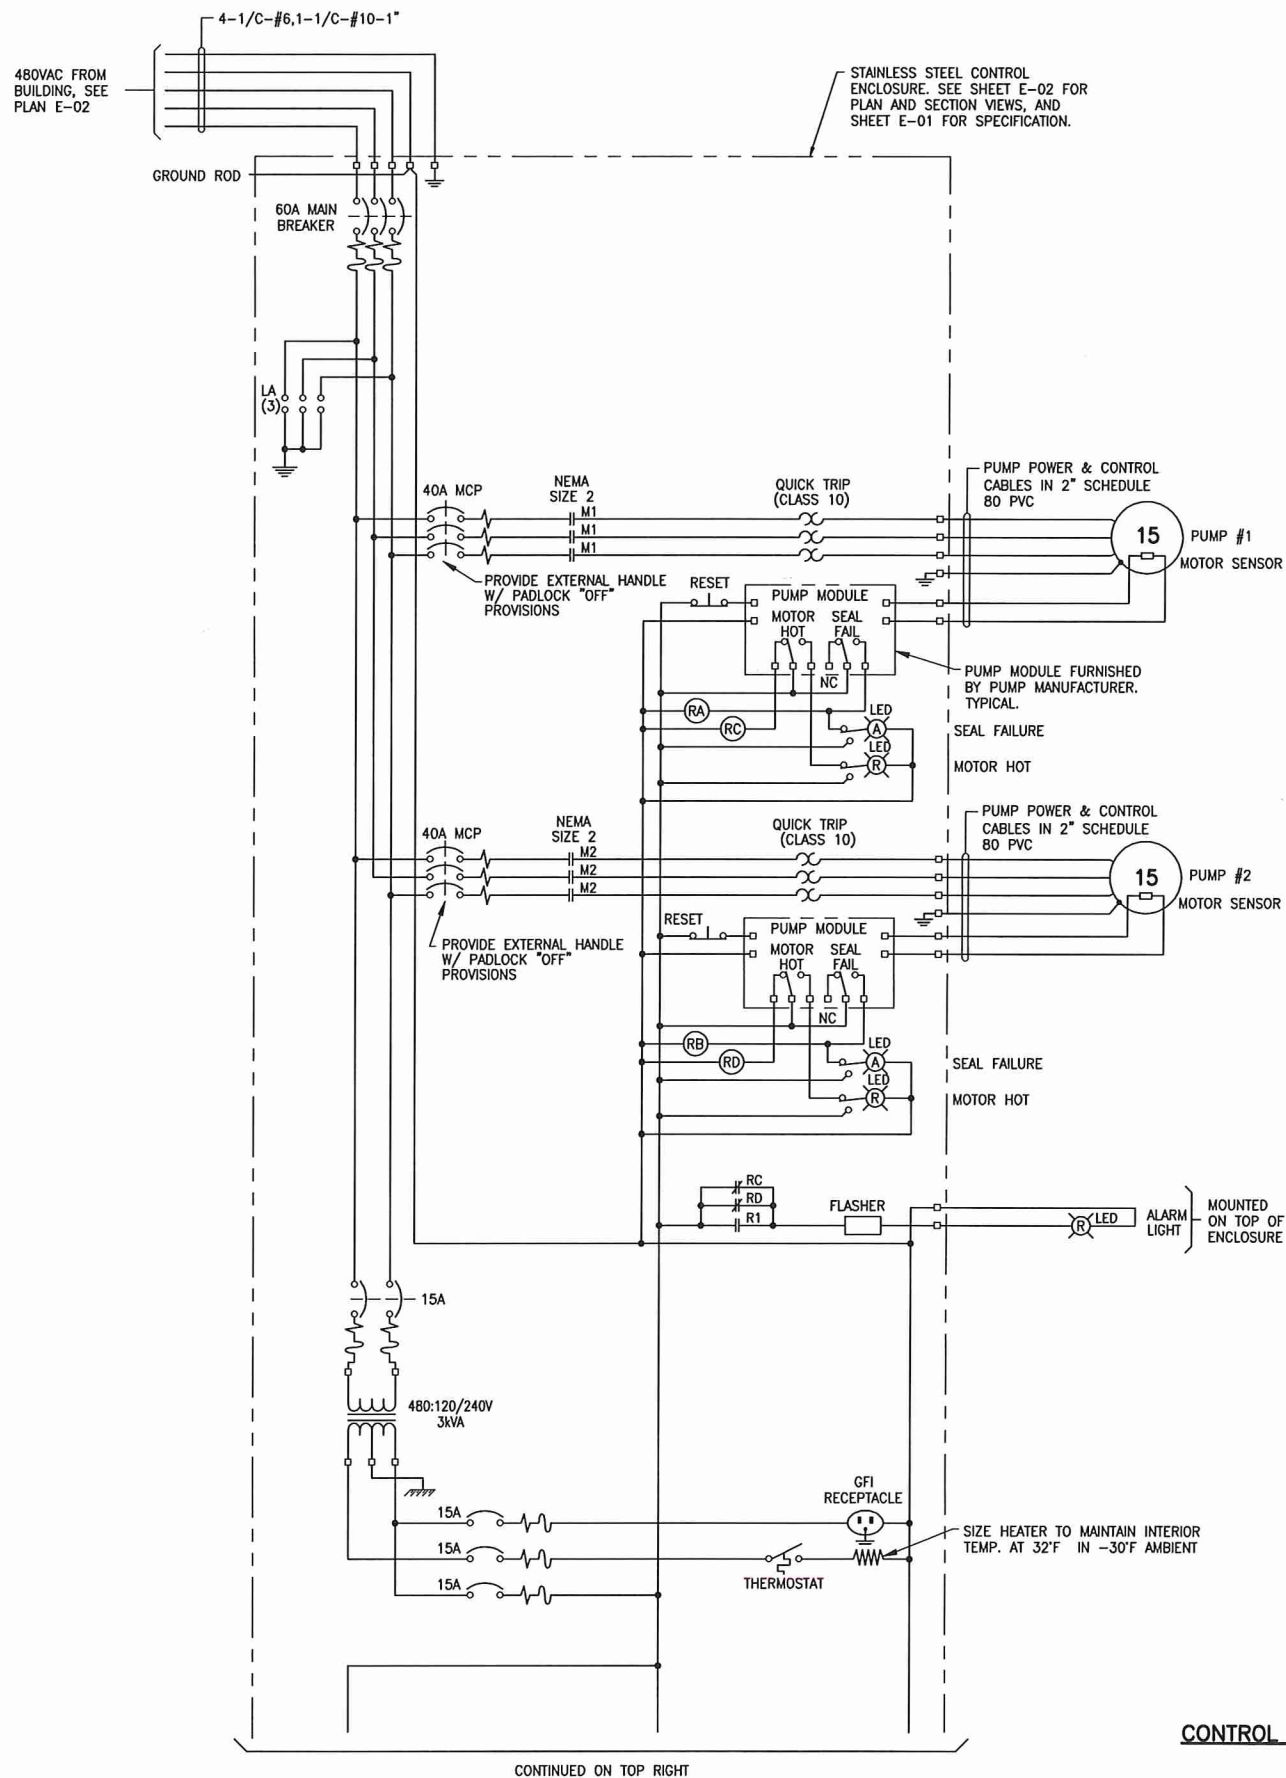 4-1/C-#6,1-1/C-#10-1"
480VAC FROM
BUILDING, SEE
PLAN E-02
STAINLESS STEEL CONTROL
ENCLOSURE. SEE SHEET E-02 FOR
PLAN AND SECTION VIEWS, AND
SHEET E-01 FOR SPECIFICATION.
GROUND ROD
60A MAIN
BREAKER
LA
(3)
40A MCP
NEMA
SIZE 2
M1
M1
M1
QUICK TRIP
(CLASS 10)
PUMP POWER & CONTROL
CABLES IN 2" SCHEDULE
80 PVC
15
PUMP #1
MOTOR SENSOR
PROVIDE EXTERNAL HANDLE
W/ PADLOCK "OFF"
PROVISIONS
RESET
PUMP MODULE
MOTOR
HOT
SEAL
FAIL
NC
PUMP MODULE FURNISHED
BY PUMP MANUFACTURER.
TYPICAL.
RA
RC
LED
A
SEAL FAILURE
LED
R
MOTOR HOT
40A MCP
NEMA
SIZE 2
M2
M2
M2
QUICK TRIP
(CLASS 10)
PUMP POWER & CONTROL
CABLES IN 2" SCHEDULE
80 PVC
15
PUMP #2
MOTOR SENSOR
PROVIDE EXTERNAL HANDLE
W/ PADLOCK "OFF"
PROVISIONS
RESET
PUMP MODULE
MOTOR
HOT
SEAL
FAIL
NC
RB
RD
LED
A
SEAL FAILURE
LED
R
MOTOR HOT
RC
RD
R1
FLASHER
R
LED
ALARM
LIGHT
MOUNTED
ON TOP OF
ENCLOSURE
15A
480:120/240V
3kVA
15A
GFI
RECEPTACLE
15A
THERMOSTAT
SIZE HEATER TO MAINTAIN INTERIOR
TEMP. AT 32°F IN -30°F AMBIENT
15A
CONTROL
CONTINUED ON TOP RIGHT